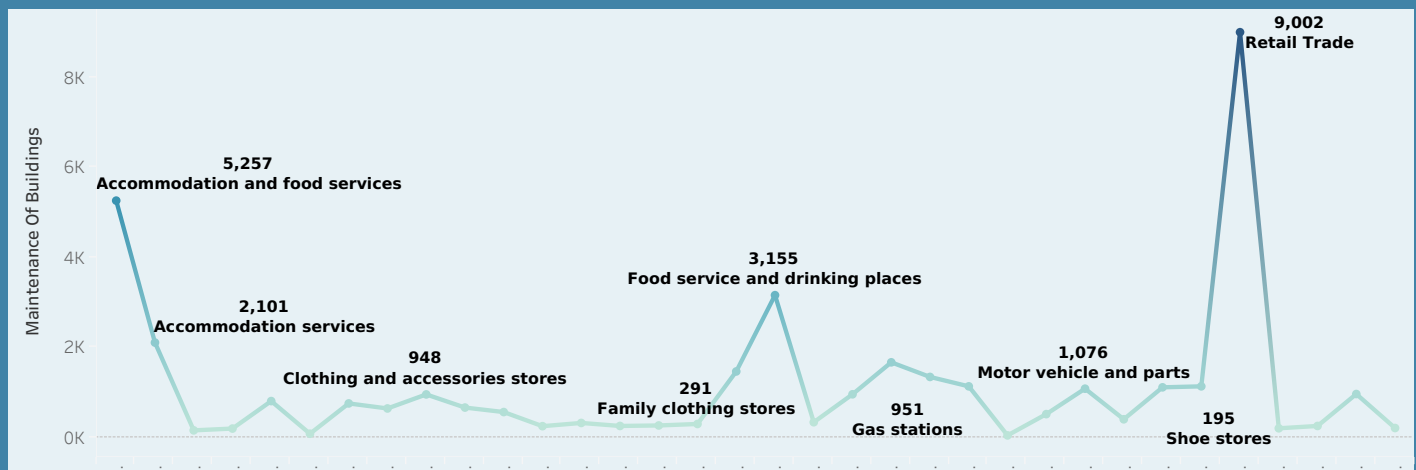 9,002
Retail Trade
8K
Maintenance Of Buildings
6K
5,257
Accommodation and food services
4K
3,155
Food service and drinking places
2,101
Accommodation services
2K
948
Clothing and accessories stores
1,076
Motor vehicle and parts
291
Family clothing stores
951
Gas stations
195
Shoe stores
0K